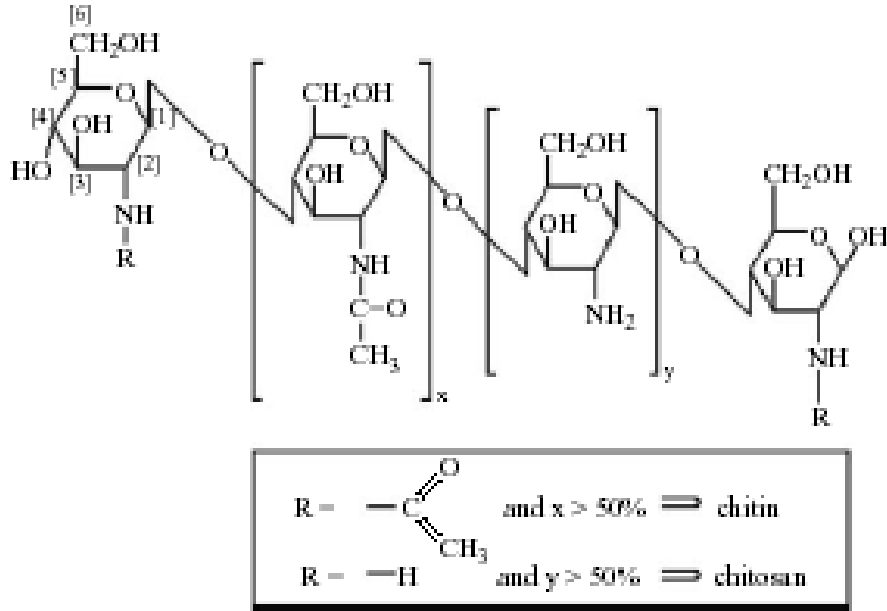 [6]
CH₂OH
[5]
O
[4]
OH
[1]
HO
[3]
[2]
NH
R
O
CH₂OH
O
OH
NH
C–O
CH₃
x
O
CH₂OH
O
OH
NH₂
y
O
CH₂OH
O
OH
OH
NH
R
O
R = —C and x > 50% ⇒ chitin
CH₃
R = —H and y > 50% ⇒ chitosan